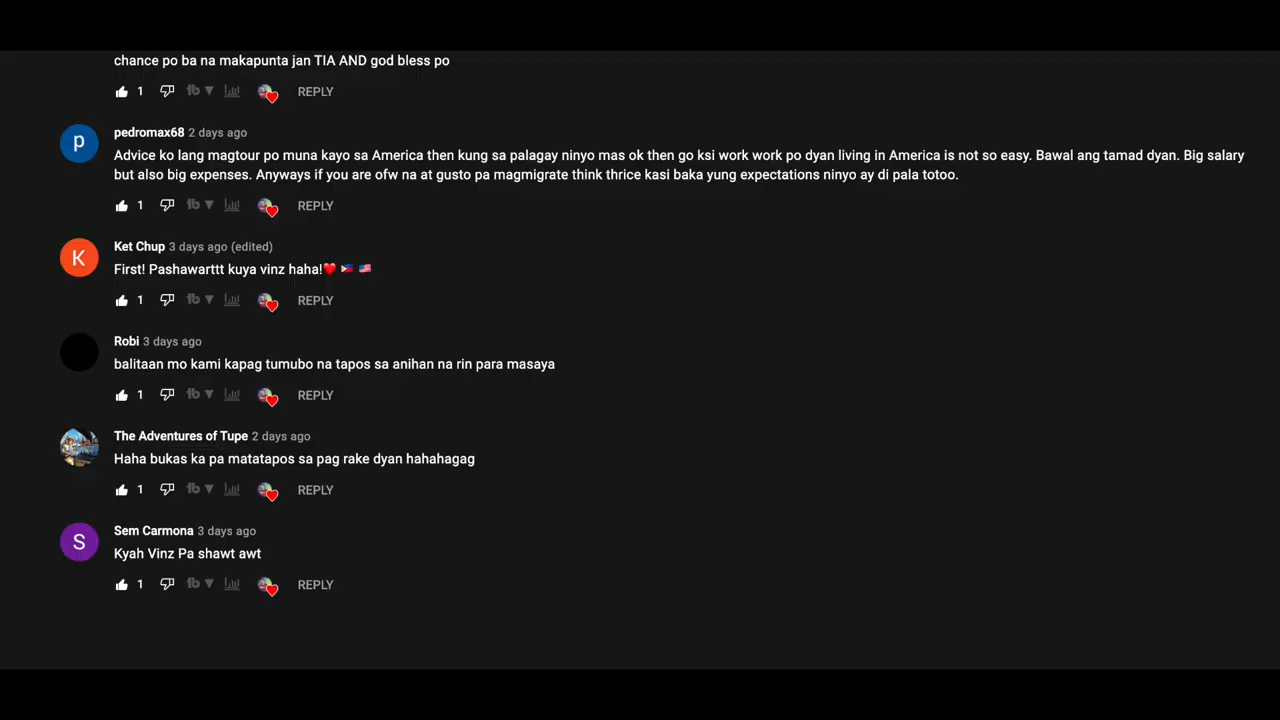 chance po ba na makapunta jan TIA AND god bless po
1 REPLY
P
pedromax68 2 days ago
Advice ko lang magtour po muna kayo sa America then kung sa palagay ninyo mas ok then go ksi work work po dyan living in America is not so easy. Bawal ang tamad dyan. Big salary
but also big expenses. Anyways if you are ofw na at gusto pa magmigrate think thrice kasi baka yung expectations ninyo ay di pala totoo.
1 REPLY
K
Ket Chup 3 days ago (edited)
First! Pashawarttt kuya vinz haha!❤️ 🇵🇭 🇺🇸
1 REPLY
Robi 3 days ago
balitaan mo kami kapag tumubo na tapos sa anihan na rin para masaya
1 REPLY
The Adventures of Tupe 2 days ago
Haha bukas ka pa matatapos sa pag rake dyan hahahagag
1 REPLY
S
Sem Carmona 3 days ago
Kyah Vinz Pa shawt awt
1 REPLY